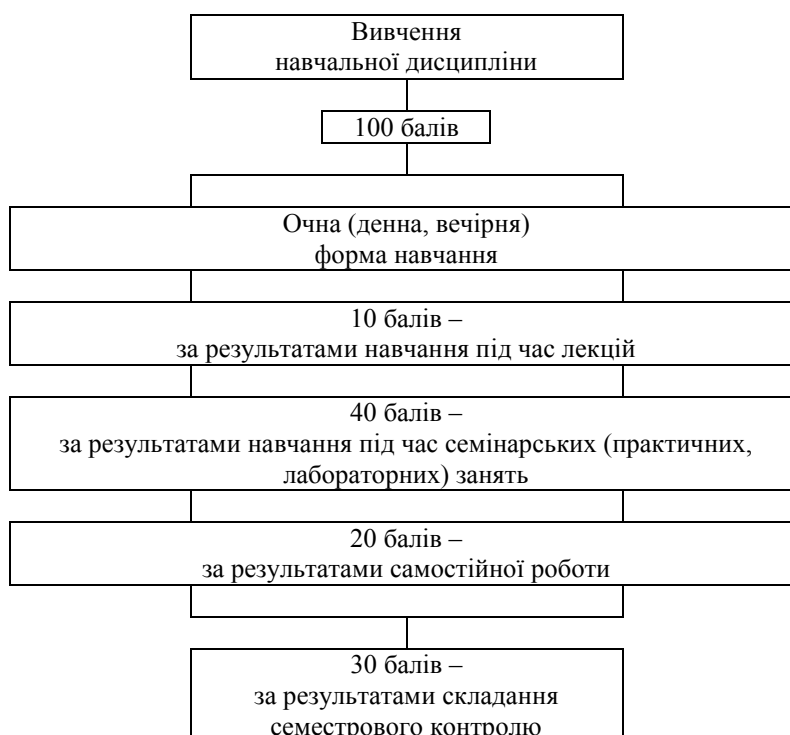 Вивчення
навчальної дисципліни
100 балів
Очна (денна, вечірня)
форма навчання
10 балів –
за результатами навчання під час лекцій
40 балів –
за результатами навчання під час семінарських (практичних,
лабораторних) занять
20 балів –
за результатами самостійної роботи
30 балів –
за результатами складання
семестрового контролю